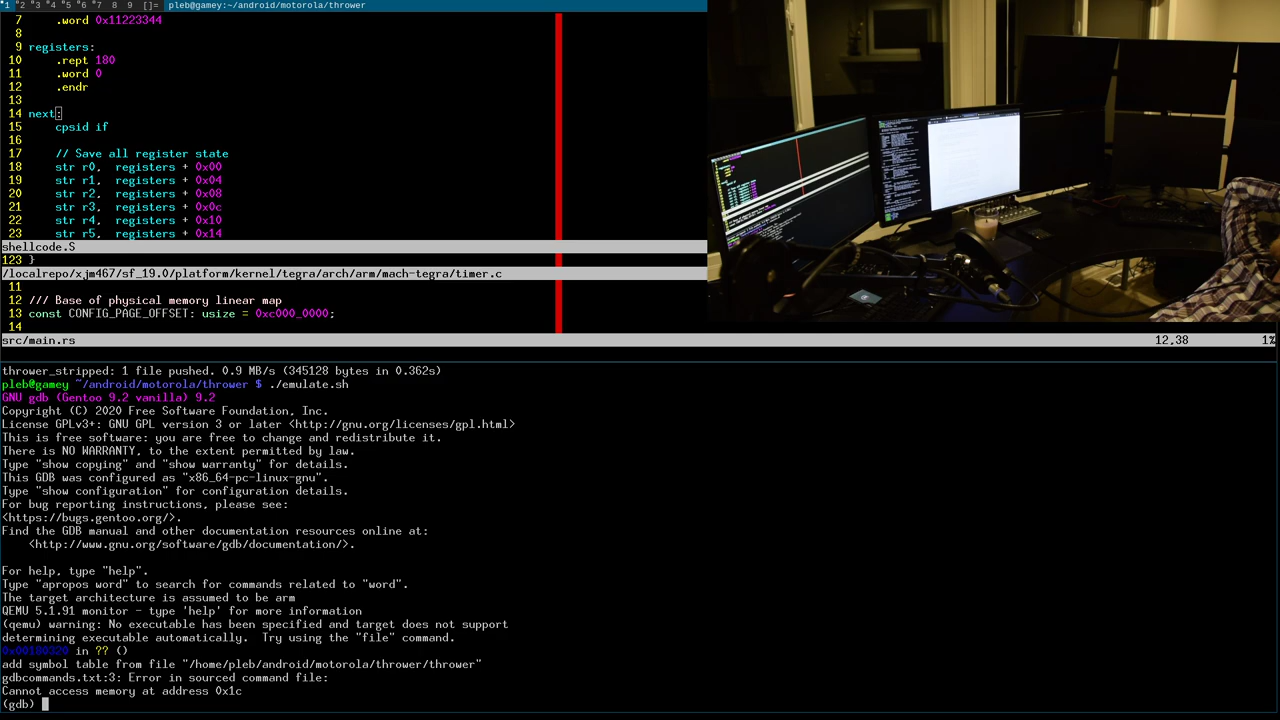 1 2 3 4 5 6 7 8 9 []= pleb@gamey:~/android/motorola/thrower
7 .word 0x11223344
8
9 registers:
10 .rept 180
11 .word 0
12 .endr
13
14 next:
15 cpsid if
16
17 // Save all register state
18 str r0, registers + 0x00
19 str r1, registers + 0x04
20 str r2, registers + 0x08
21 str r3, registers + 0x0c
22 str r4, registers + 0x10
23 str r5, registers + 0x14
shellcode.S
123 }
/localrepo/xjm467/sf_19.0/platform/kernel/tegra/arch/arm/mach-tegra/timer.c
11
12 /// Base of physical memory linear map
13 const CONFIG_PAGE_OFFSET: usize = 0xc000_0000;
14
src/main.rs 12,38 1%
thrower_stripped: 1 file pushed. 0.9 MB/s (345128 bytes in 0.362s)
pleb@gamey ~/android/motorola/thrower $ ./emulate.sh
GNU gdb (Gentoo 9.2 vanilla) 9.2
Copyright (C) 2020 Free Software Foundation, Inc.
License GPLv3+: GNU GPL version 3 or later <http://gnu.org/licenses/gpl.html>
This is free software: you are free to change and redistribute it.
There is NO WARRANTY, to the extent permitted by law.
Type "show copying" and "show warranty" for details.
This GDB was configured as "x86_64-pc-linux-gnu".
Type "show configuration" for configuration details.
For bug reporting instructions, please see:
<https://bugs.gentoo.org/>.
Find the GDB manual and other documentation resources online at:
<http://www.gnu.org/software/gdb/documentation/>.
For help, type "help".
Type "apropos word" to search for commands related to "word".
The target architecture is assumed to be arm
QEMU 5.1.91 monitor - type 'help' for more information
(qemu) warning: No executable has been specified and target does not support
determining executable automatically.  Try using the "file" command.
0x00180320 in ?? ()
add symbol table from file "/home/pleb/android/motorola/thrower/thrower"
gdbcommands.txt:3: Error in sourced command file:
Cannot access memory at address 0x1c
(gdb)